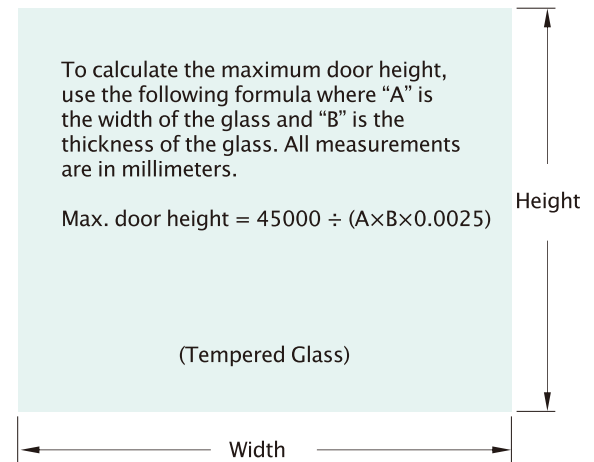 To calculate the maximum door height,
use the following formula where “A” is
the width of the glass and “B” is the
thickness of the glass. All measurements
are in millimeters.
Max. door height = 45000 ÷ (A×B×0.0025)
Height
(Tempered Glass)
Width